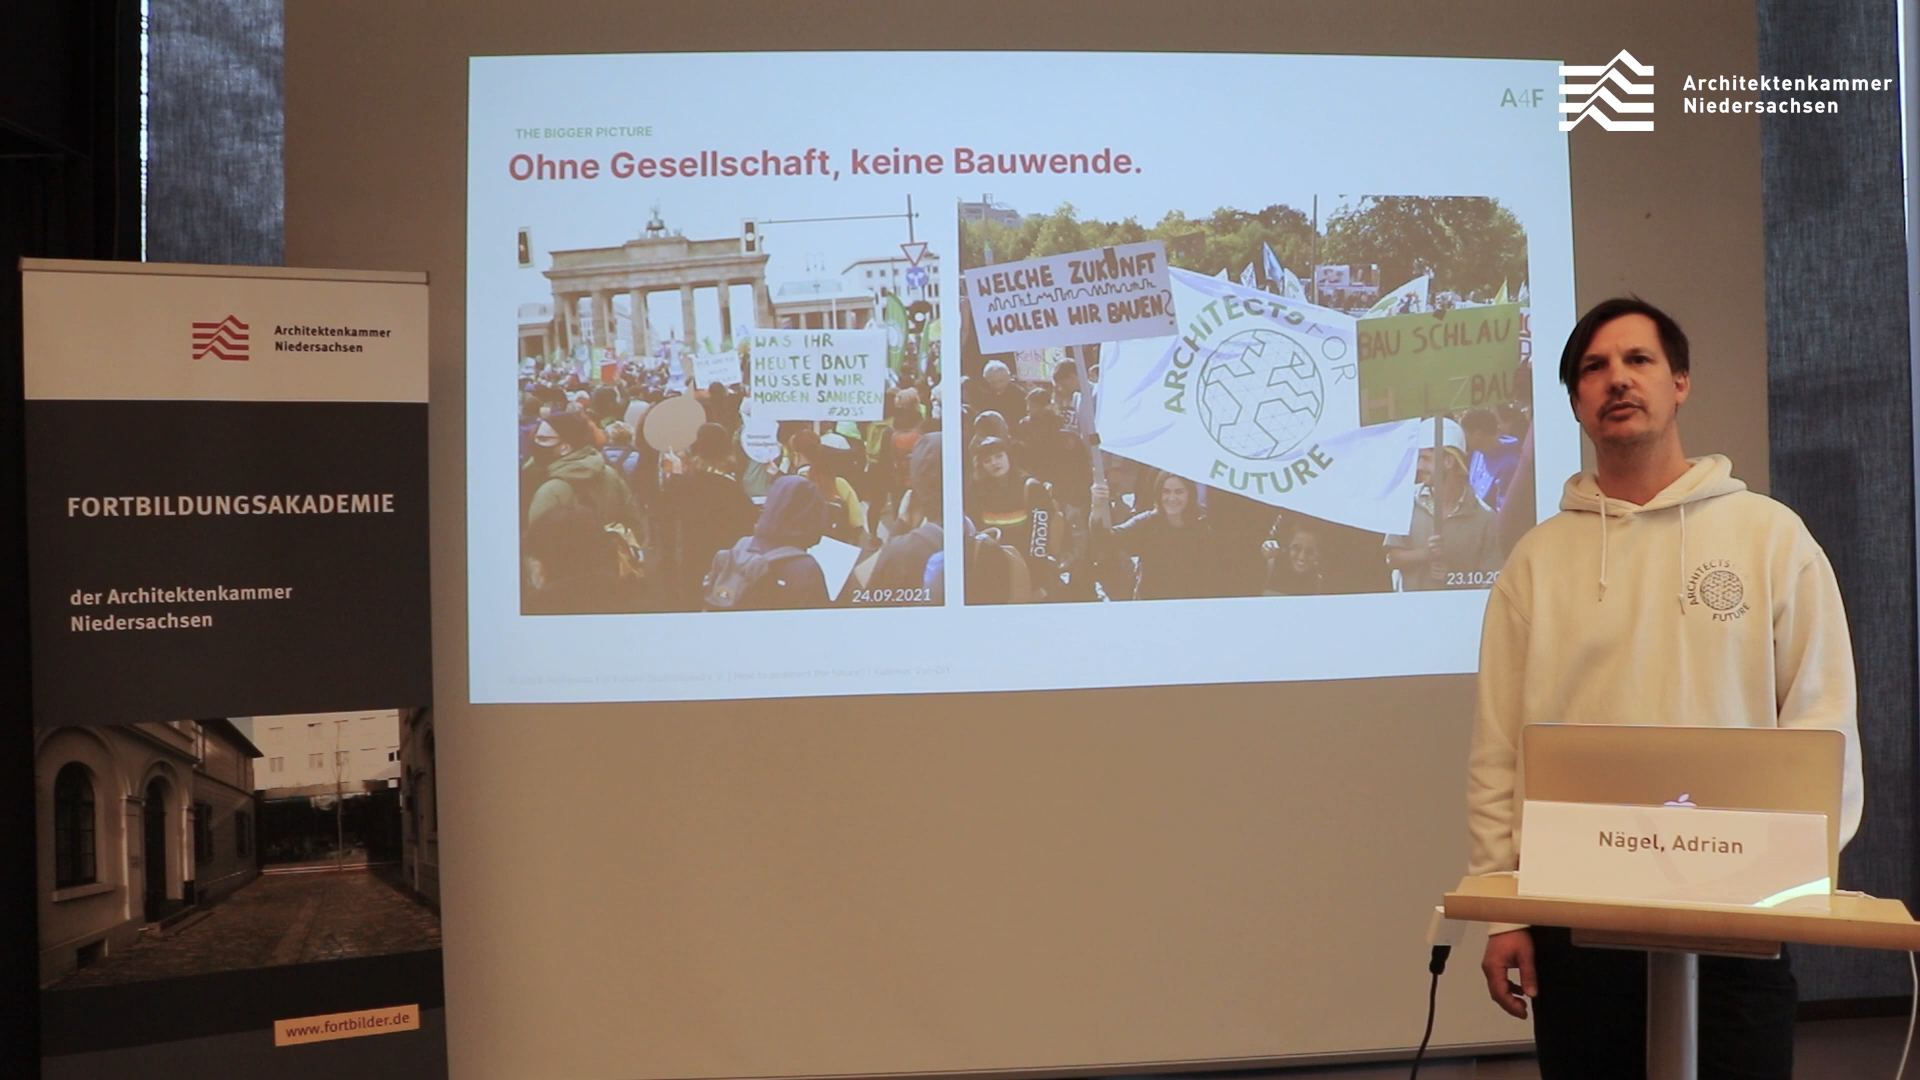 Architektenkammer
Niedersachsen
A4F
THE BIGGER PICTURE
Ohne Gesellschaft, keine Bauwende.
WAS IHR
HEUTE BAUT
MÜSSEN WIR
MORGEN SANIEREN
#2035
24.09.2021
WELCHE ZUKUNFT
WOLLEN WIR BAUEN?
ARCHITECTS FOR
FUTURE
BAU SCHLAU
proud
23.10.20
Architektenkammer
Niedersachsen
FORTBILDUNGSAKADEMIE
der Architektenkammer
Niedersachsen
www.fortbilder.de
ARCHITECTS
FUTURE
Nägel, Adrian